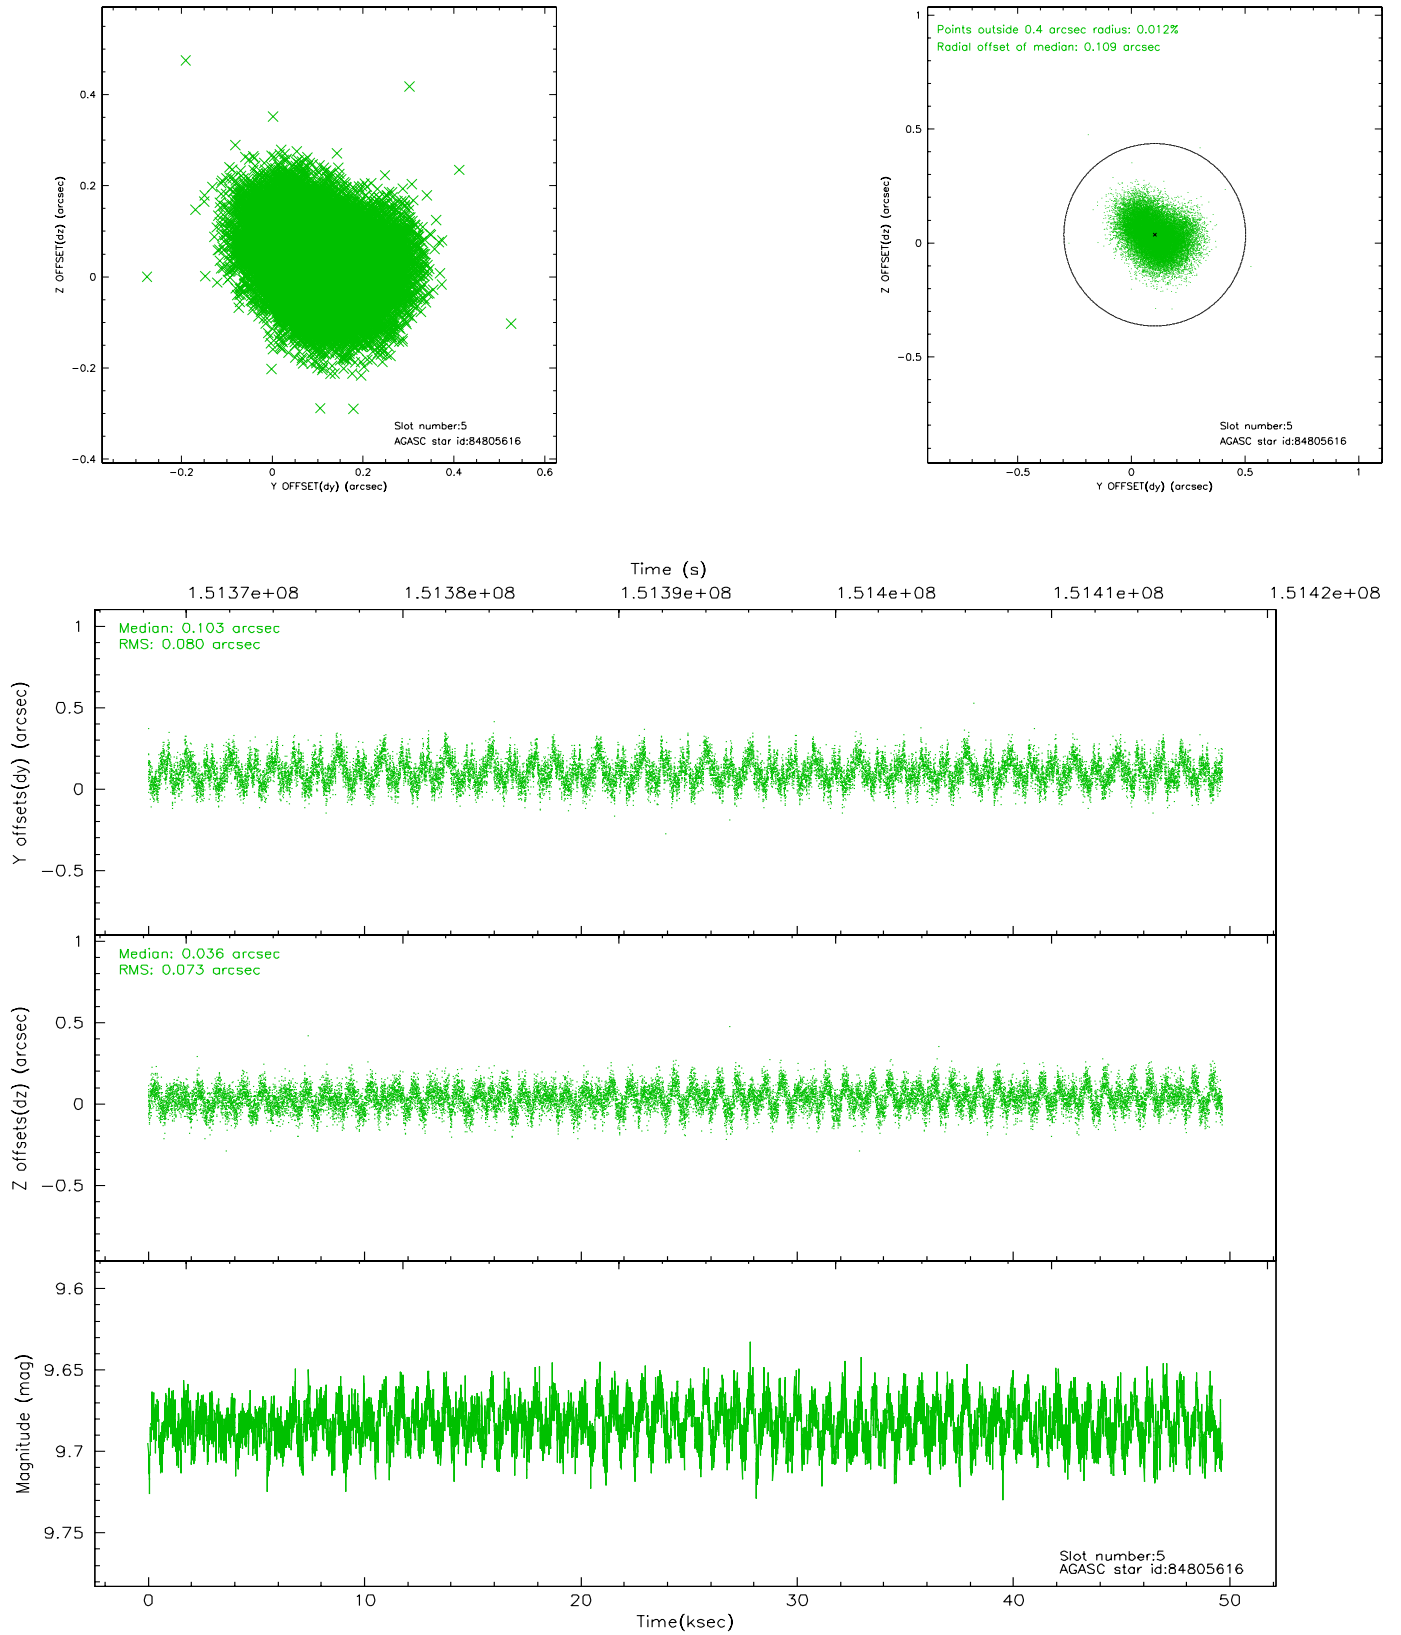 0.4
0.2
0
−0.2
−0.4
Z OFFSET(dz) (arcsec)
Slot number:5
AGASC star id:84805616
−0.2 0 0.2 0.4 0.6
Y OFFSET(dy) (arcsec)
1
0.5
0
−0.5
Z OFFSET(dz) (arcsec)
Points outside 0.4 arcsec radius: 0.012%
Radial offset of median: 0.109 arcsec
Slot number:5
AGASC star id:84805616
−0.5 0 0.5 1
Y OFFSET(dy) (arcsec)
Time (s)
1.5137e+08 1.5138e+08 1.5139e+08 1.514e+08 1.5141e+08 1.5142e+08
Median: 0.103 arcsec
RMS: 0.080 arcsec
1
0.5
0
−0.5
Y offsets(dy) (arcsec)
Median: 0.036 arcsec
RMS: 0.073 arcsec
1
0.5
0
−0.5
Z offsets(dz) (arcsec)
9.6
9.65
9.7
9.75
Magnitude (mag)
Slot number:5
AGASC star id:84805616
0 10 20 30 40 50
Time(ksec)